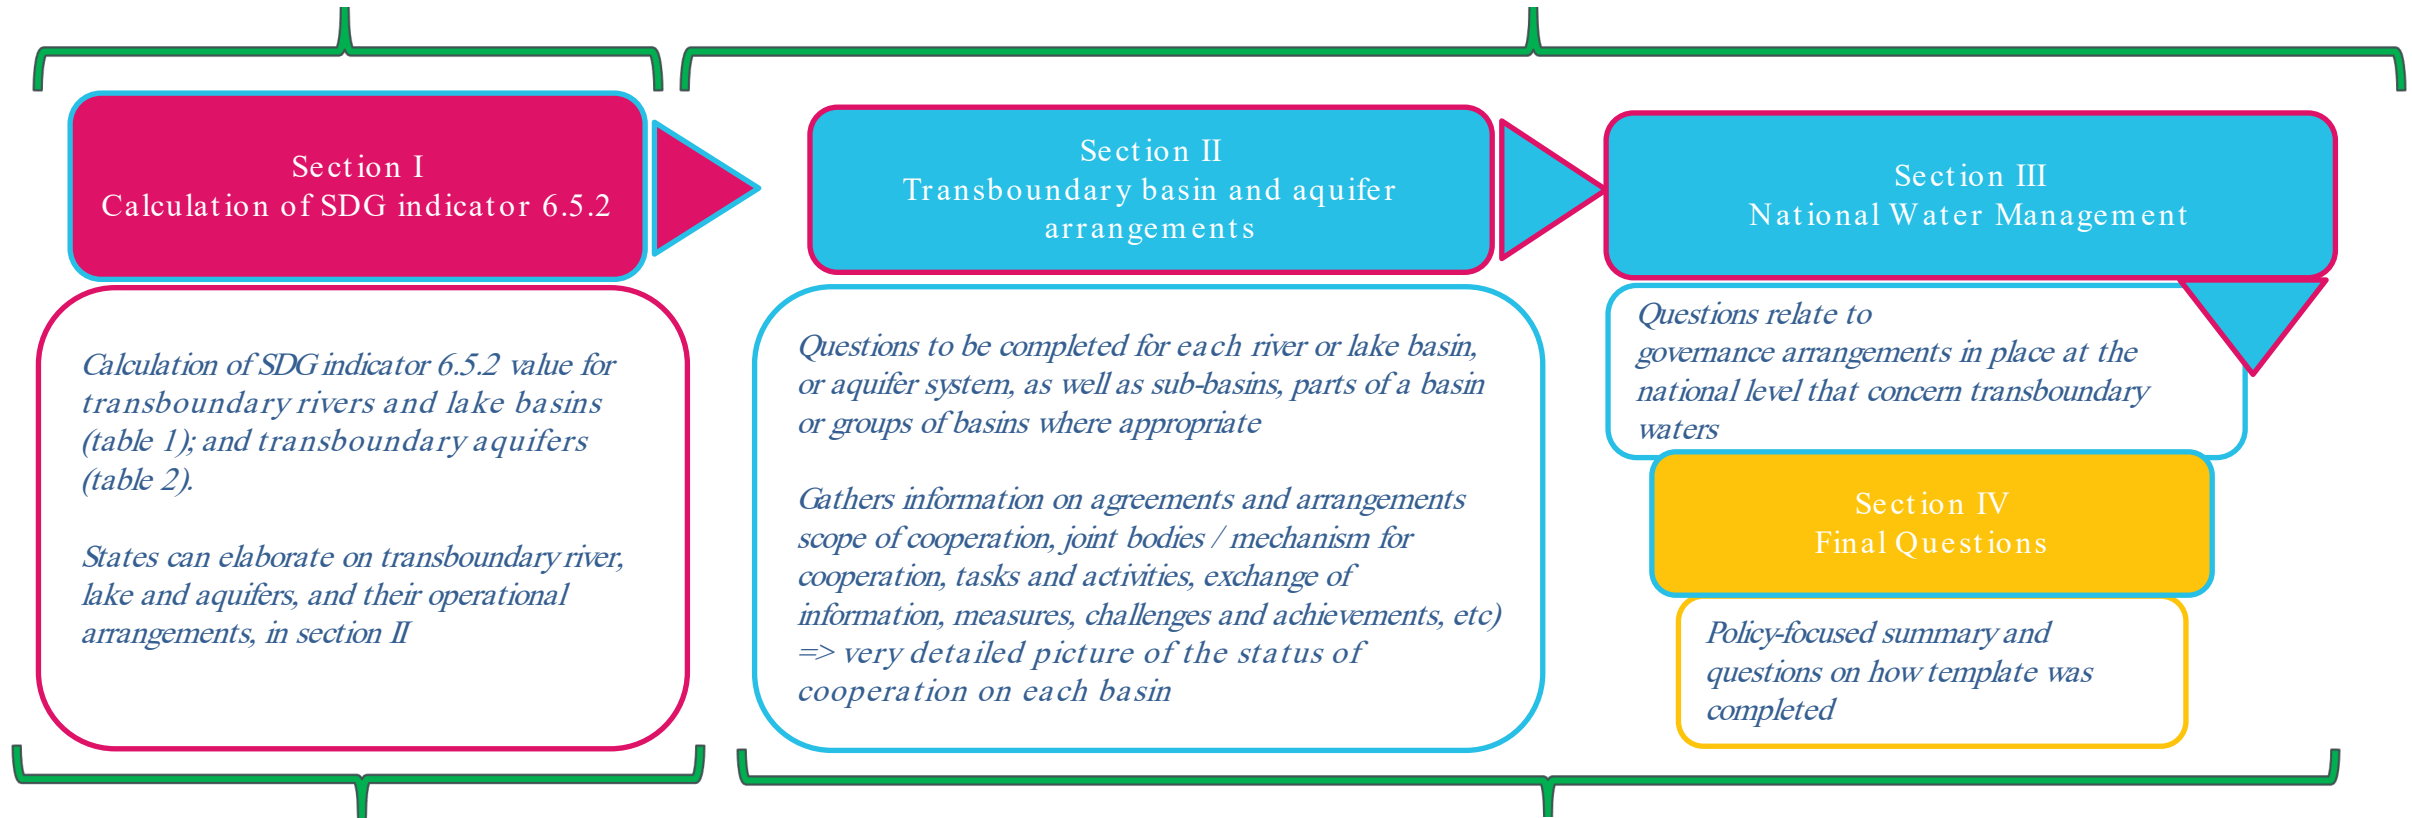 Section I
Calculation of SDG indicator 6.5.2
Section II
Transboundary basin and aquifer
arrangements
Section III
National Water Management
Calculation of SDG indicator 6.5.2 value for
transboundary rivers and lake basins
(table 1); and transboundary aquifers
(table 2).
States can elaborate on transboundary river,
lake and aquifers, and their operational
arrangements, in section II
Questions to be completed for each river or lake basin,
or aquifer system, as well as sub-basins, parts of a basin
or groups of basins where appropriate
Gathers information on agreements and arrangements
scope of cooperation, joint bodies / mechanism for
cooperation, tasks and activities, exchange of
information, measures, challenges and achievements, etc)
=> very detailed picture of the status of
cooperation on each basin
Questions relate to
governance arrangements in place at the
national level that concern transboundary
waters
Section IV
Final Questions
Policy-focused summary and
questions on how template was
completed